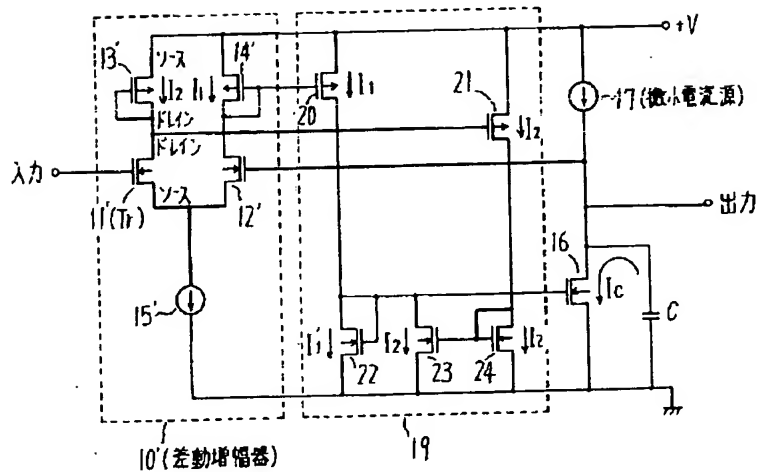 +V
13'
ソース
14'
I₂
I₁
I₁
20
21
I₂
17(微小電流源)
ドレイン
ドレイン
入力
ソース
11'(Tr)
12'
出力
16
Ic
C
15'
I₁'
I₂
I₂
22
23
24
10'(差動増幅器)
19